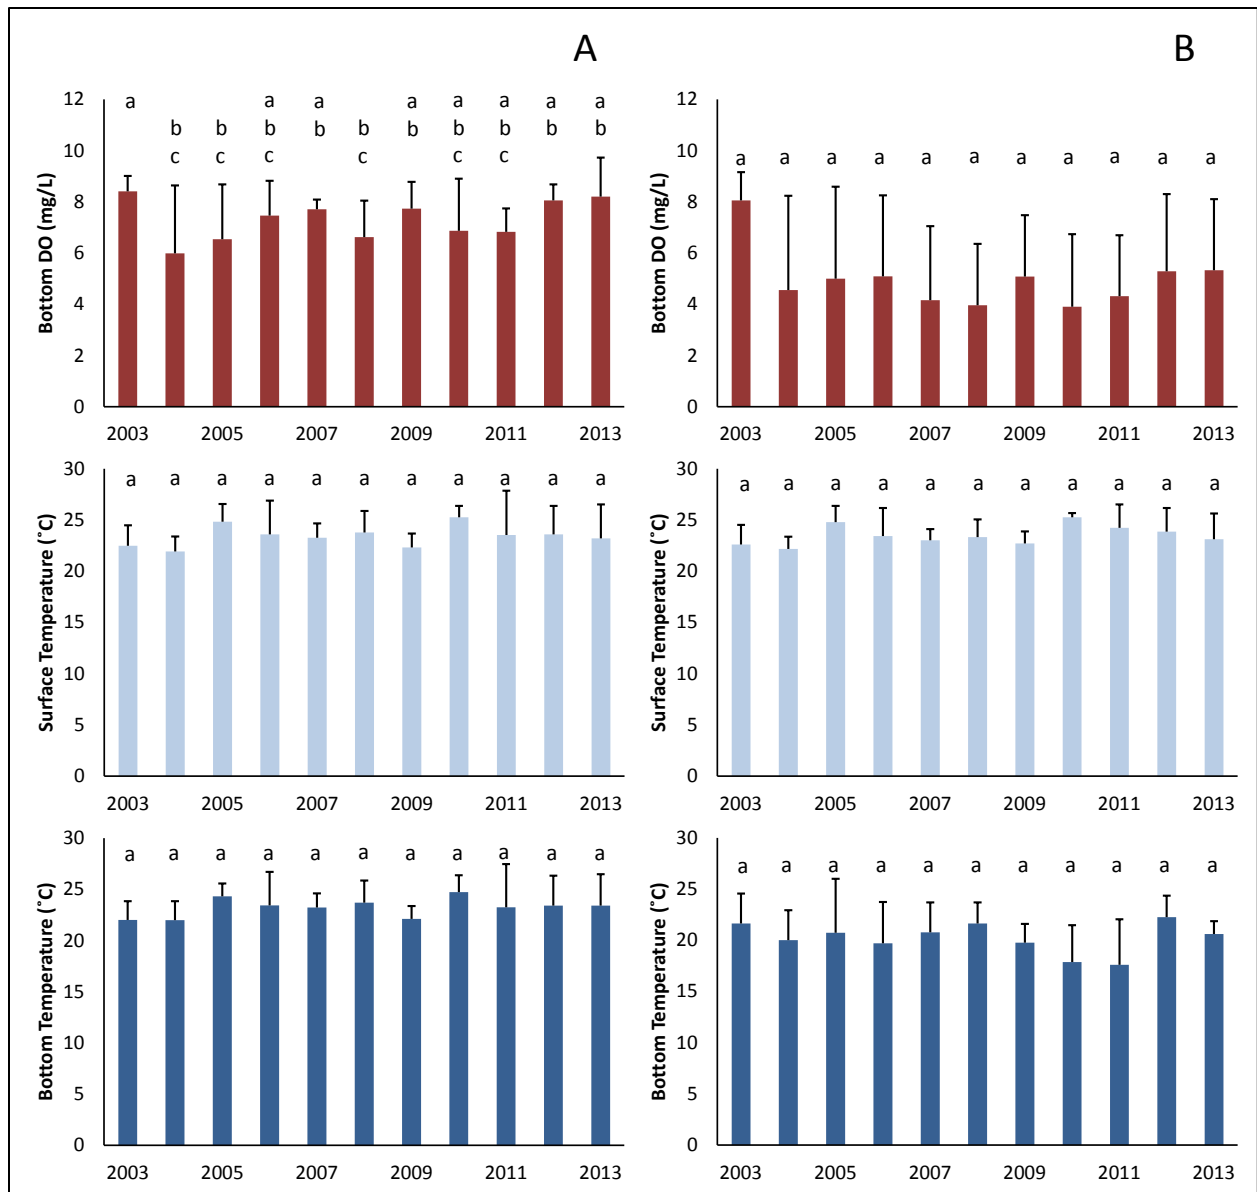 A
Bottom DO (mg/L)
12
10
8
6
4
2
0
a a a a a a a a
b b b b b b b b b b
c c c c c c
2003 2005 2007 2009 2011 2013
B
Bottom DO (mg/L)
12
10
8
6
4
2
0
a a a a a a a a a a a
2003 2005 2007 2009 2011 2013
Surface Temperature (˚C)
30
25
20
15
10
5
0
a a a a a a a a a a a
2003 2005 2007 2009 2011 2013
Surface Temperature (˚C)
30
25
20
15
10
5
0
a a a a a a a a a a a
2003 2005 2007 2009 2011 2013
Bottom Temperature (˚C)
30
25
20
15
10
5
0
a a a a a a a a a a a
2003 2005 2007 2009 2011 2013
Bottom Temperature (˚C)
30
25
20
15
10
5
0
a a a a a a a a a a a
2003 2005 2007 2009 2011 2013